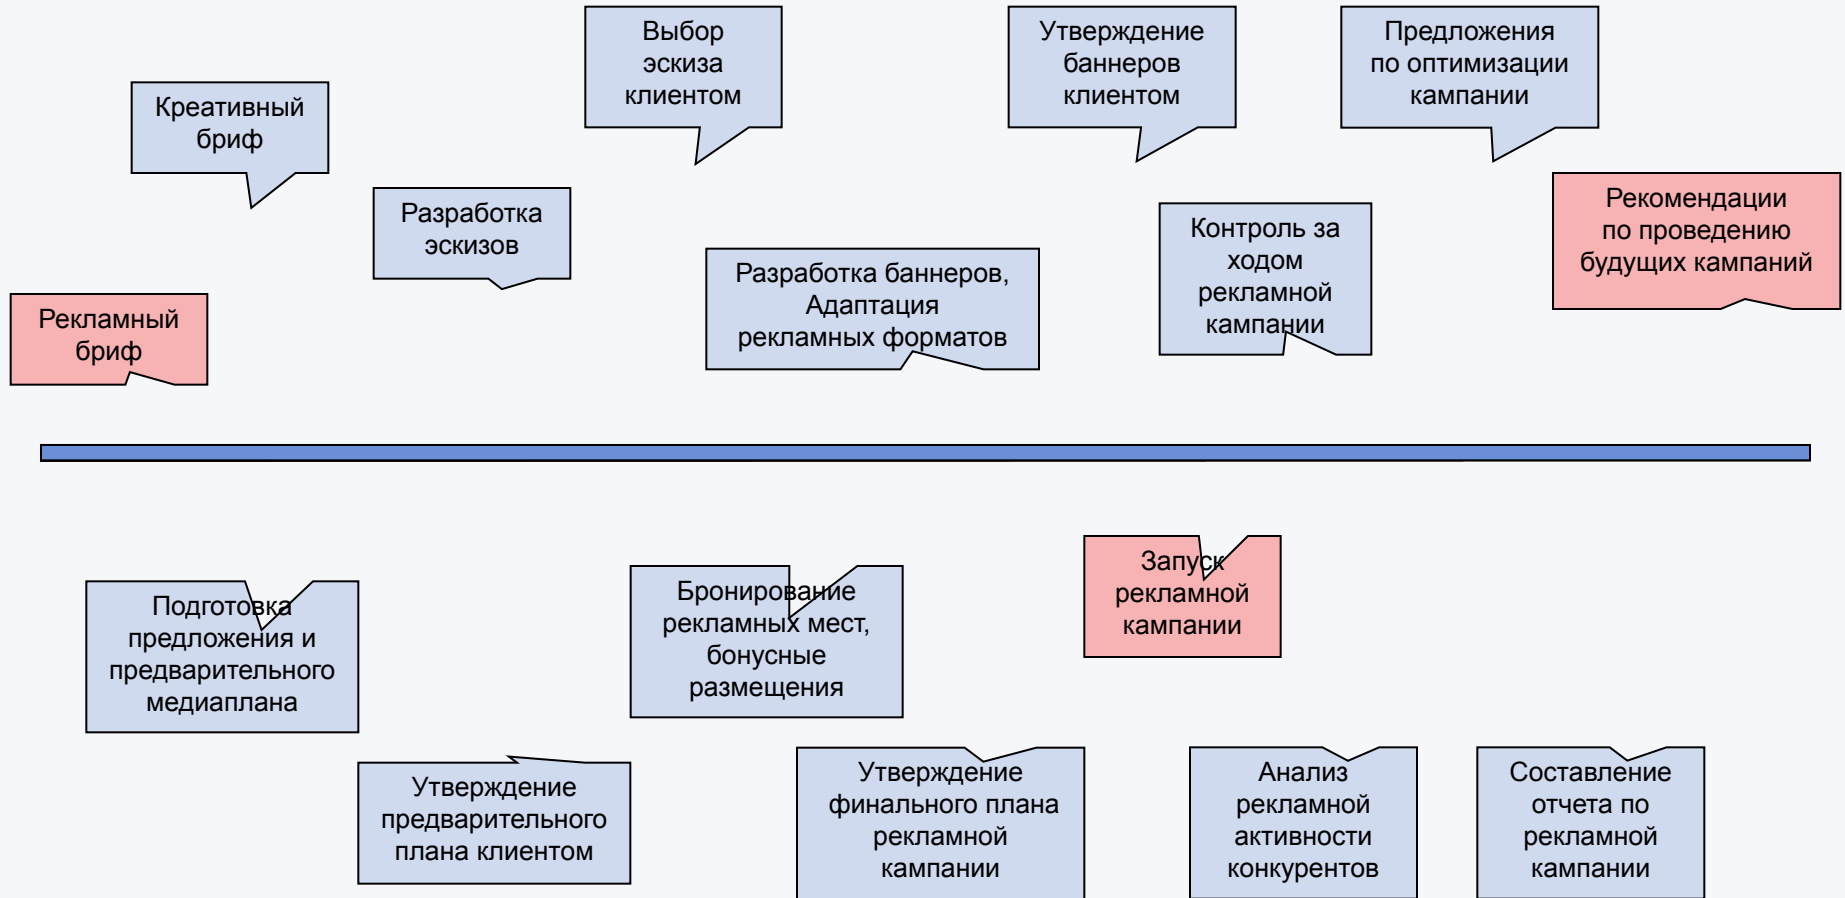 Выбор
эскиза
клиентом
Утверждение
баннеров
клиентом
Предложения
по оптимизации
кампании
Креативный
бриф
Разработка
эскизов
Рекомендации
по проведению
будущих кампаний
Контроль за
ходом
рекламной
кампании
Разработка баннеров,
Адаптация
рекламных форматов
Рекламный
бриф
Запуск
рекламной
кампании
Подготовка
предложения и
предварительного
медиаплана
Бронирование
рекламных мест,
бонусные
размещения
Утверждение
предварительного
плана клиентом
Утверждение
финального плана
рекламной
кампании
Анализ
рекламной
активности
конкурентов
Составление
отчета по
рекламной
кампании